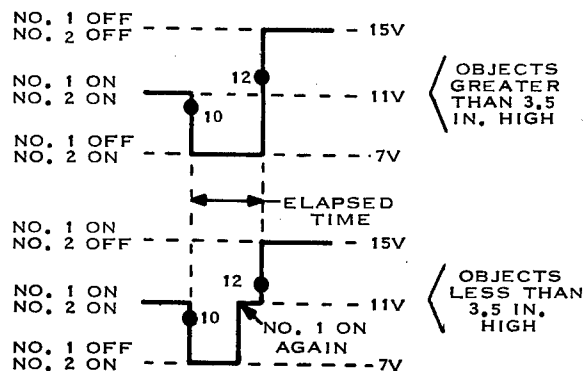 NO. 1 OFF
NO. 2 OFF
15V
NO. 1 ON
NO. 2 ON
12
11V
10
NO. 1 OFF
NO. 2 ON
7V
OBJECTS
GREATER
THAN 3.5
IN. HIGH
ELAPSED
TIME
NO. 1 ON
NO. 2 OFF
15V
NO. 1 ON
NO. 2 ON
12
11V
10
NO. 1 ON
AGAIN
NO. 1 OFF
NO. 2 ON
7V
OBJECTS
LESS THAN
3.5 IN.
HIGH